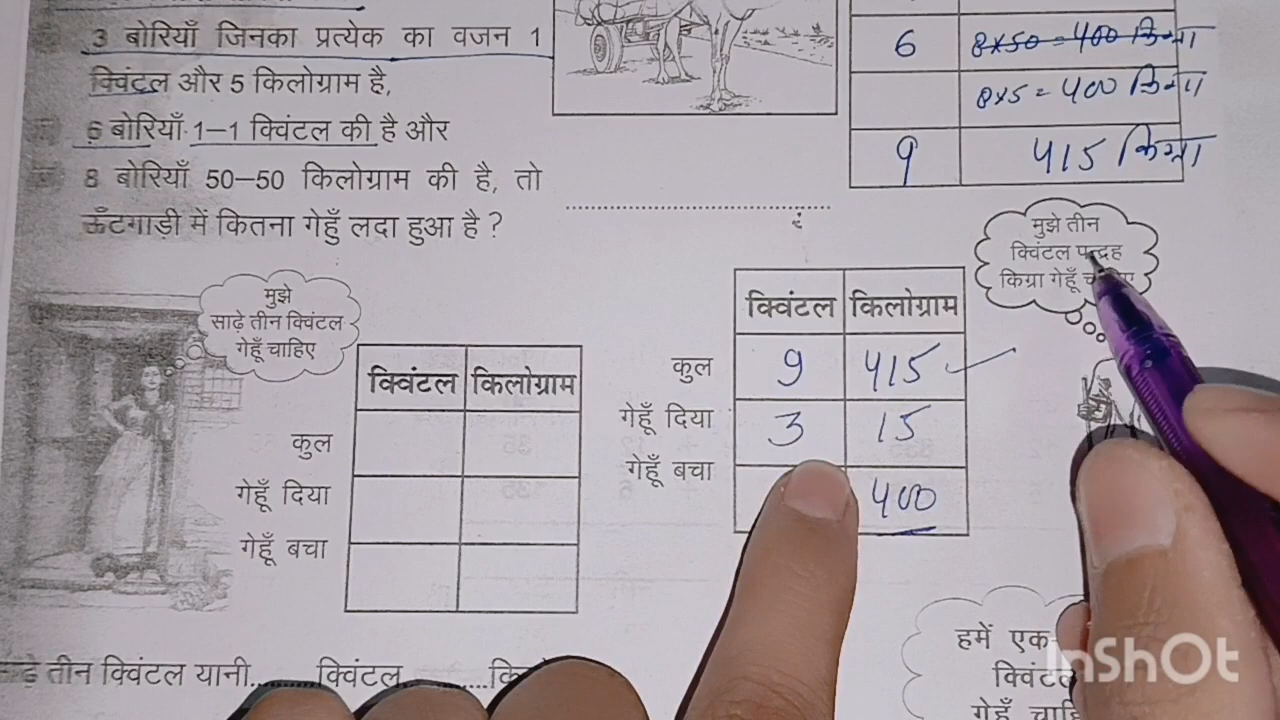 3 बोरियाँ जिनका प्रत्येक का वजन 1
क्विंटल और 5 किलोग्राम है,
6 बोरियाँ 1–1 क्विंटल की है और
8 बोरियाँ 50–50 किलोग्राम की है, तो
ऊँटगाड़ी में कितना गेहुँ लदा हुआ है ?
6 8×50=400 किग्रा
8×5=400 किग्रा
9 415 किग्रा
मुझे तीन
क्विंटल पन्द्रह
किग्रा गेहूँ
मुझे
साढ़े तीन क्विंटल
गेहूँ चाहिए
क्विंटल किलोग्राम
कुल
गेहूँ दिया
गेहूँ बचा
क्विंटल किलोग्राम
कुल 9 415
गेहूँ दिया 3 15
गेहूँ बचा 400
हमें एक
गेहूँ
तीन क्विंटल यानी..........क्विंटल
InShOt